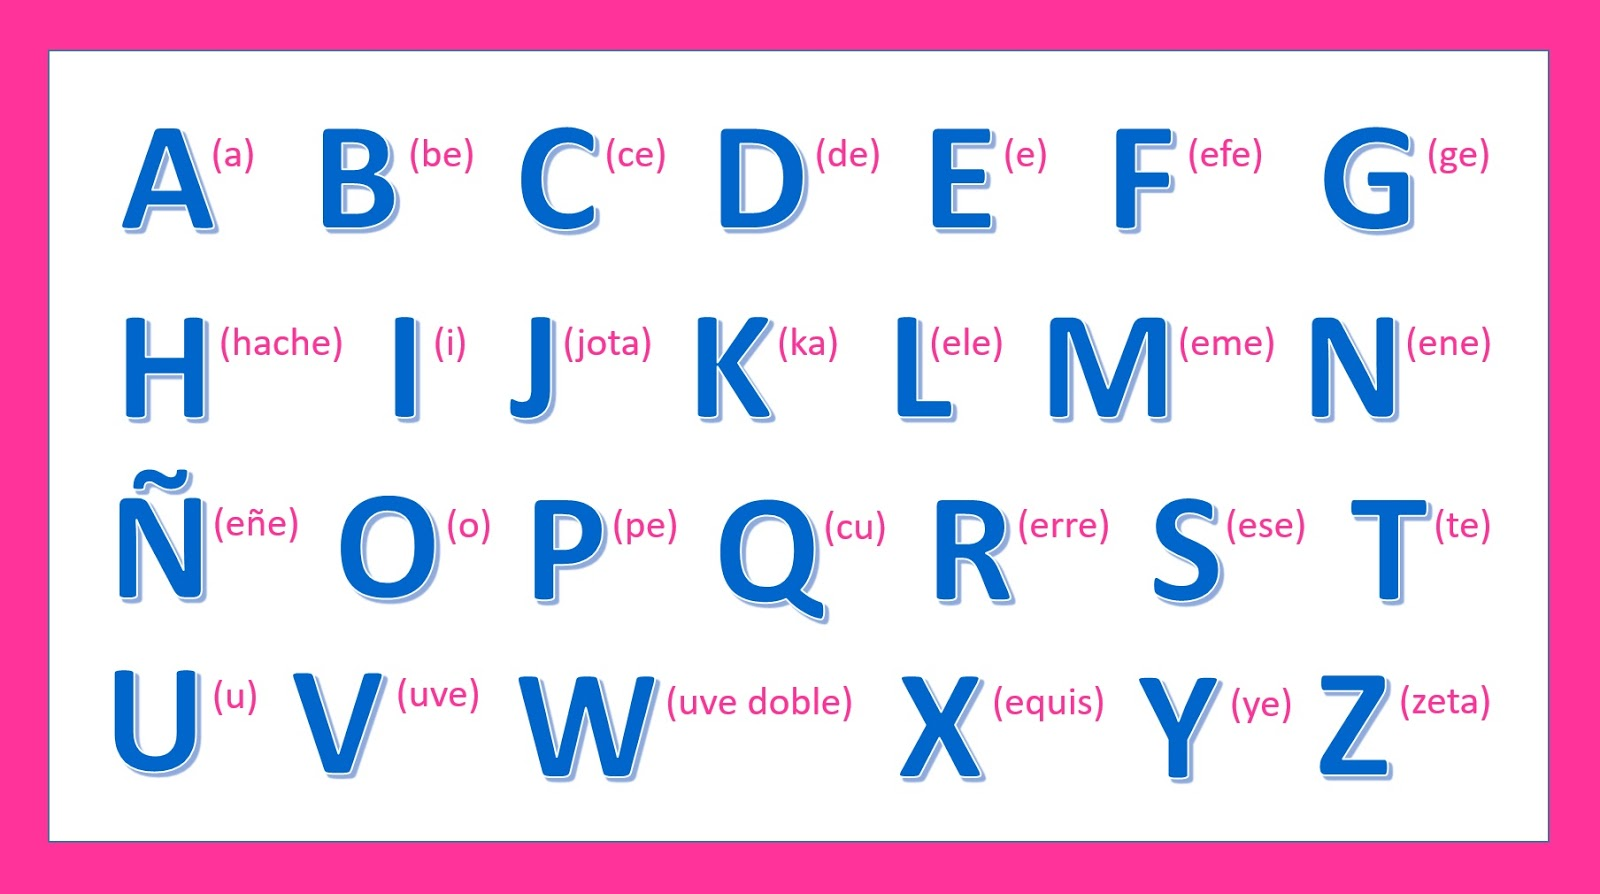 A (a) B (be) C (ce) D (de) E (e) F (efe) G (ge)
H (hache) I (i) J (jota) K (ka) L (ele) M (eme) N (ene)
Ñ (eñe) O (o) P (pe) Q (cu) R (erre) S (ese) T (te)
U (u) V (uve) W (uve doble) X (equis) Y (ye) Z (zeta)